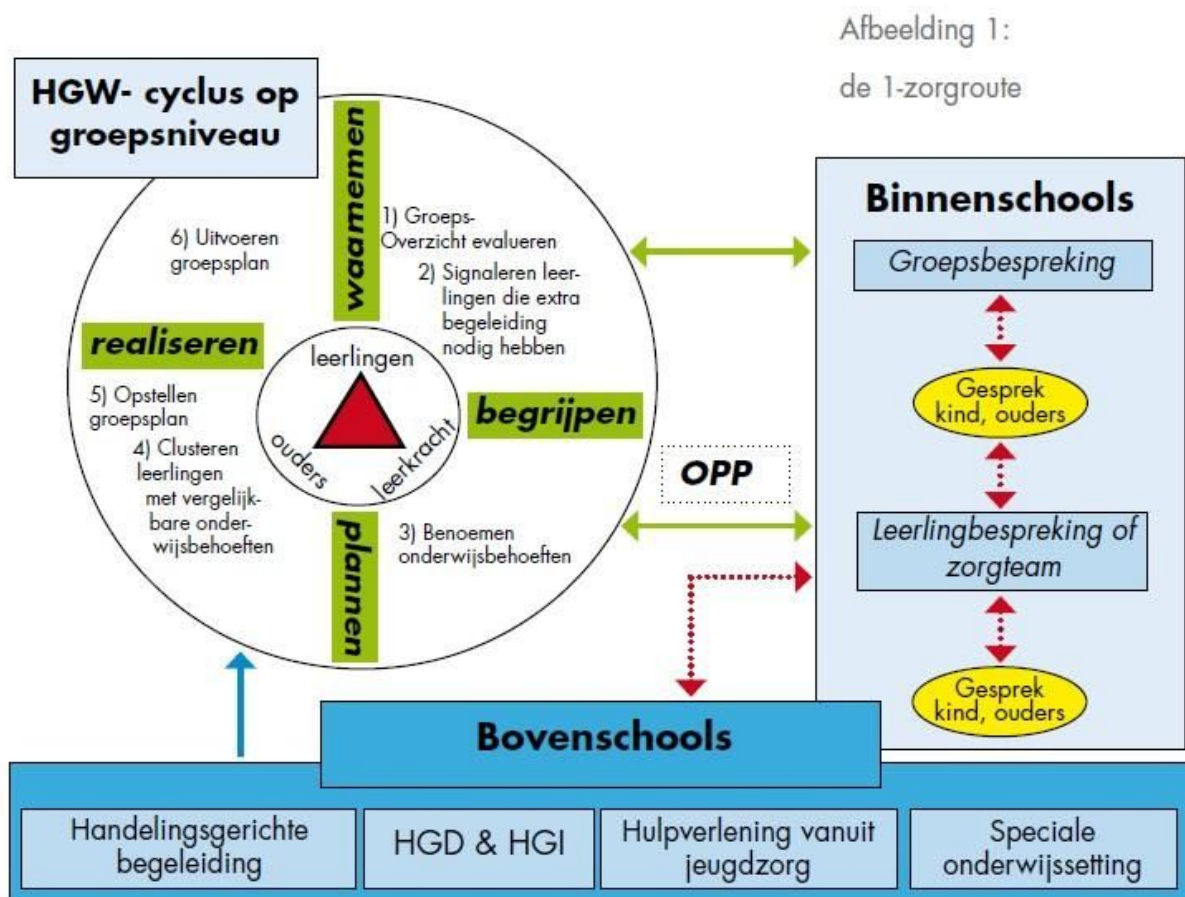 Afbeelding 1:
de 1-zorgroute
HGW- cyclus op
groepsniveau
waarnemen
1) Groeps-
Overzicht evalueren
2) Signaleren leer-
lingen die extra
begeleiding
nodig hebben
begrijpen
3) Benoemen
onderwijsbehoeften
plannen
4) Clusteren
leerlingen
met vergelijk-
bare onder-
wijsbehoeften
5) Opstellen
groepsplan
realiseren
6) Uitvoeren
groepsplan
leerlingen
ouders
leerkracht
OPP
Binnenschools
Groepsbespreking
Gesprek
kind, ouders
Leerlingbespreking of
zorgteam
Gesprek
kind, ouders
Bovenschools
Handelingsgerichte
begeleiding
HGD & HGI
Hulpverlening vanuit
jeugdzorg
Speciale
onderwijssetting